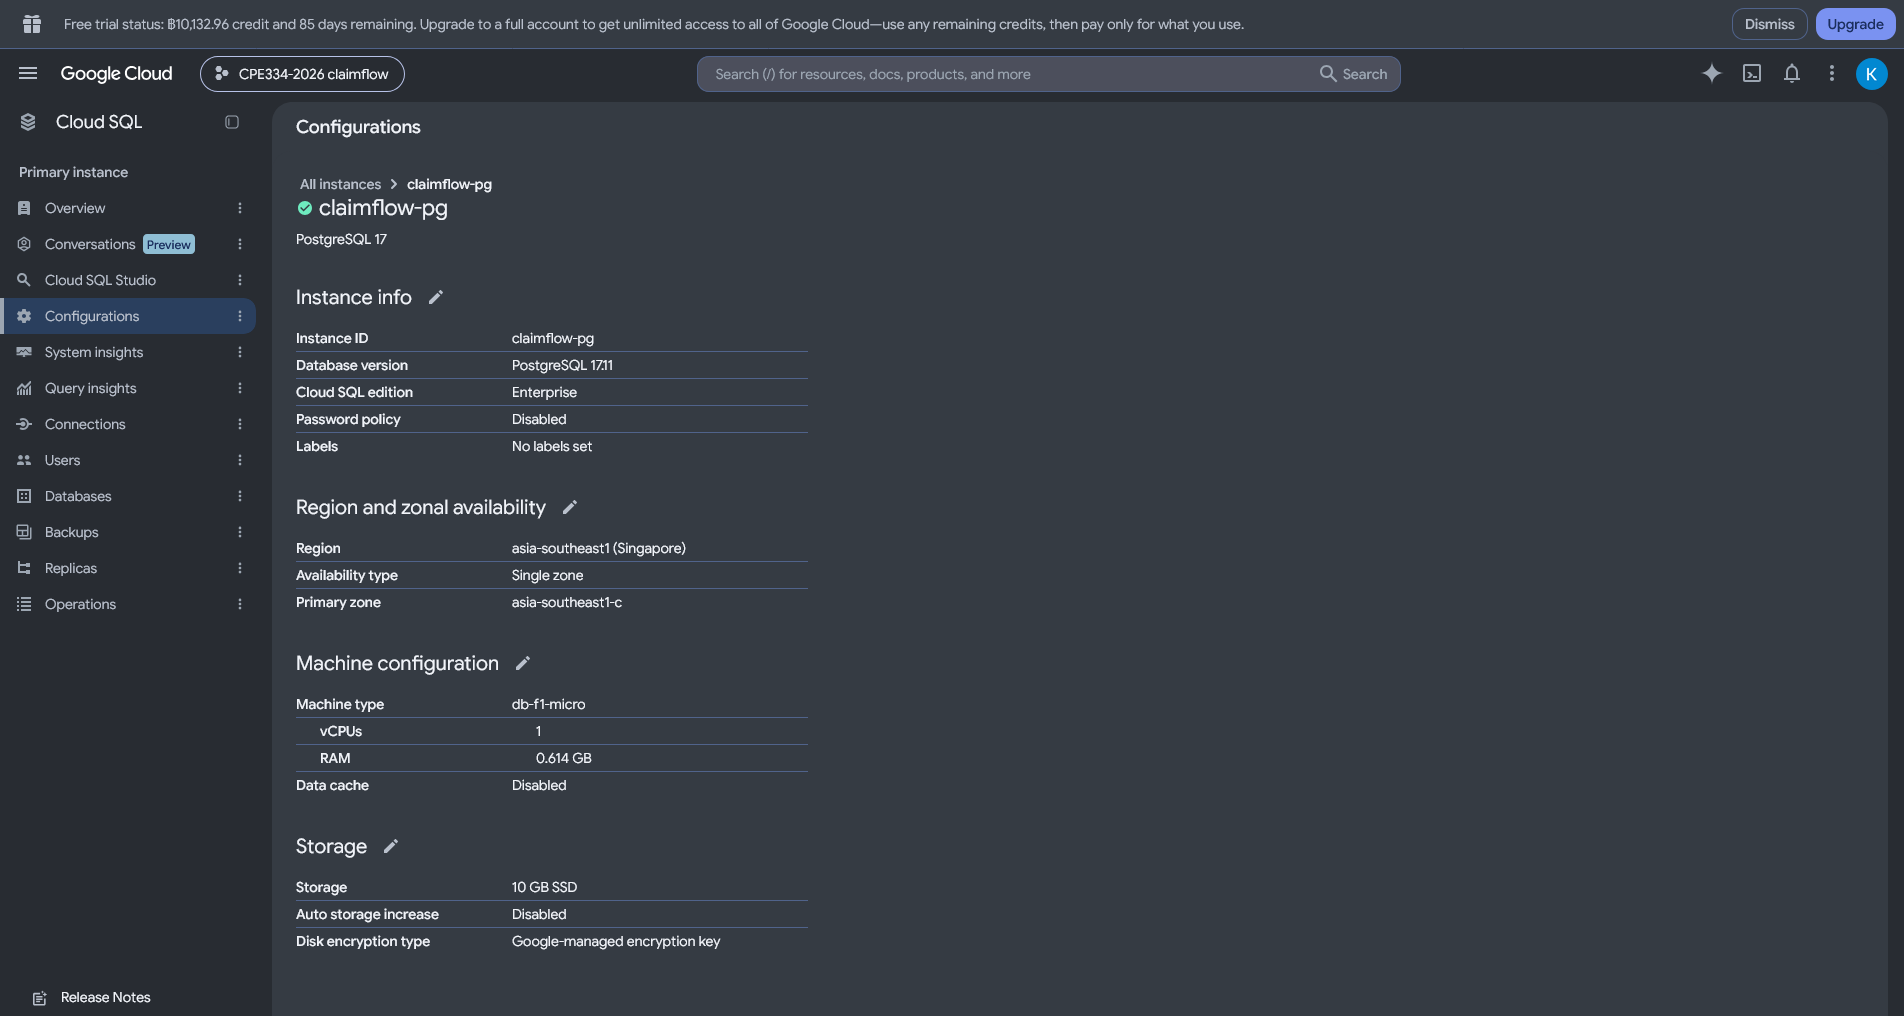 Free trial status: ฿10,132.96 credit and 85 days remaining. Upgrade to a full account to get unlimited access to all of Google Cloud—use any remaining credits, then pay only for what you use.
Dismiss
Upgrade
Google Cloud
CPE334-2026 claimflow
Search (/) for resources, docs, products, and more
Search
K
Cloud SQL
Primary instance
Overview
Conversations Preview
Cloud SQL Studio
Configurations
System insights
Query insights
Connections
Users
Databases
Backups
Replicas
Operations
Release Notes
Configurations
All instances > claimflow-pg
claimflow-pg
PostgreSQL 17
Instance info
Instance ID claimflow-pg
Database version PostgreSQL 17.11
Cloud SQL edition Enterprise
Password policy Disabled
Labels No labels set
Region and zonal availability
Region asia-southeast1 (Singapore)
Availability type Single zone
Primary zone asia-southeast1-c
Machine configuration
Machine type db-f1-micro
vCPUs 1
RAM 0.614 GB
Data cache Disabled
Storage
Storage 10 GB SSD
Auto storage increase Disabled
Disk encryption type Google-managed encryption key